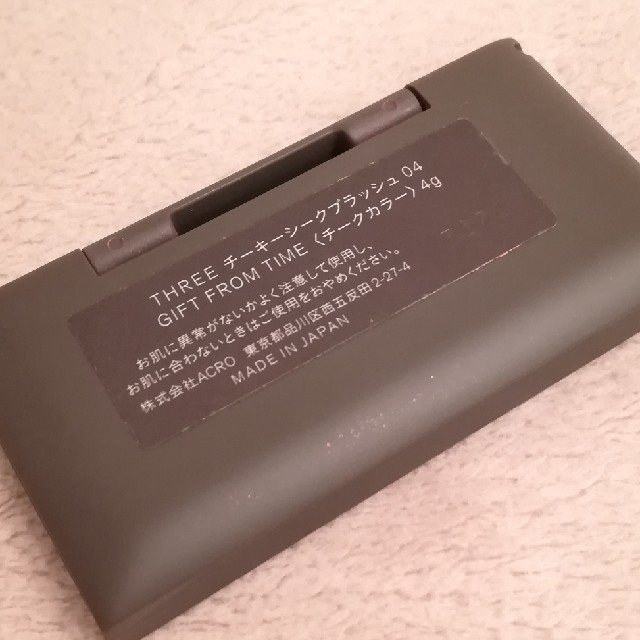 THREE チーキーシークブラッシュ 04
GIFT FROM TIME〈チークカラー〉4g
お肌に異常がないかよく注意して使用し、
お肌に合わないときはご使用をおやめください。
株式会社ACRO 東京都品川区西五反田2-27-4
MADE IN JAPAN